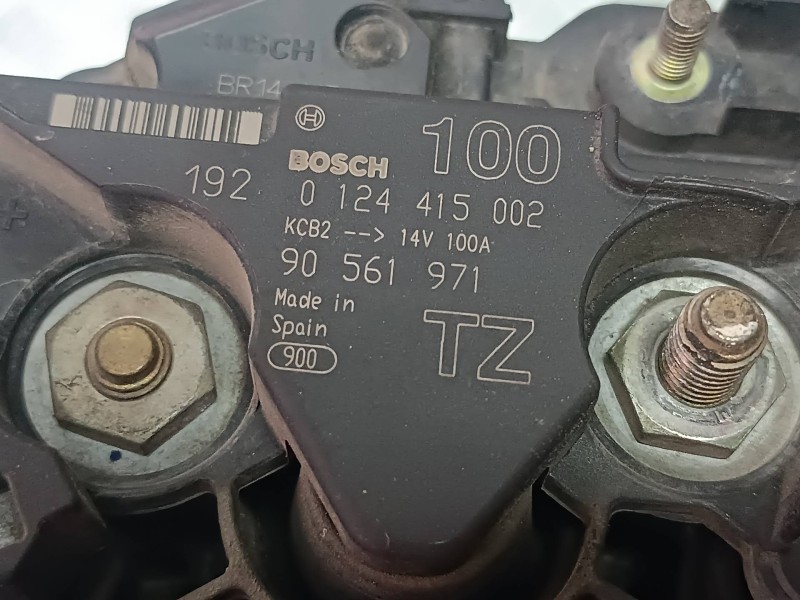 BOSCH
BR14
192
BOSCH 100
0 124 415 002
KCB2 --> 14V 100A
90 561 971
Made in
Spain
900
TZ